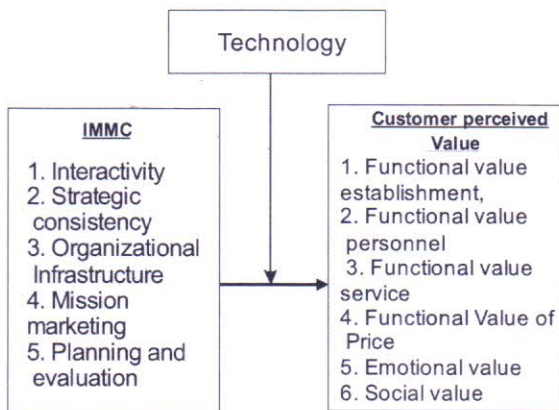 Technology
IMMC
1. Interactivity
2. Strategic
consistency
3. Organizational
Infrastructure
4. Mission
marketing
5. Planning and
evaluation
Customer perceived
Value
1. Functional value
establishment,
2. Functional value
personnel
3. Functional value
service
4. Functional Value of
Price
5. Emotional value
6. Social value